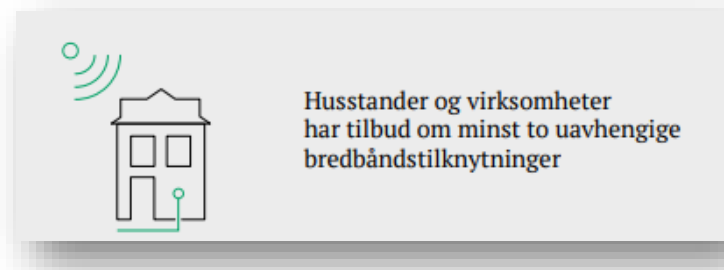 Husstander og virksomheter
har tilbud om minst to uavhengige
bredbåndstilknytninger